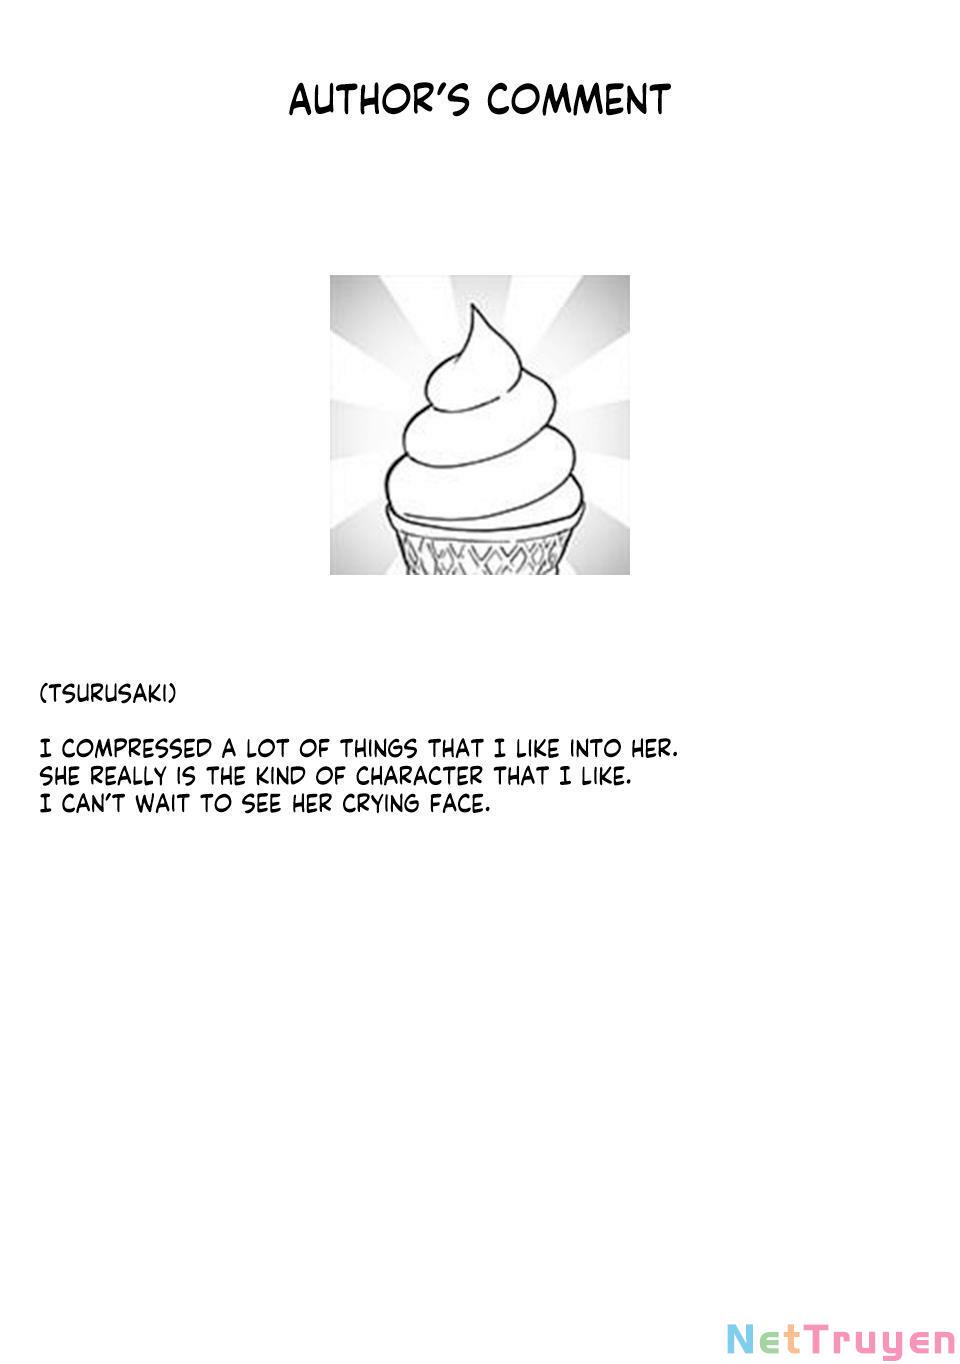 AUTHOR'S COMMENT
(TSURUSAKI)
I COMPRESSED A LOT OF THINGS THAT I LIKE INTO HER.
SHE REALLY IS THE KIND OF CHARACTER THAT I LIKE.
I CAN'T WAIT TO SEE HER CRYING FACE.
NetTruyen